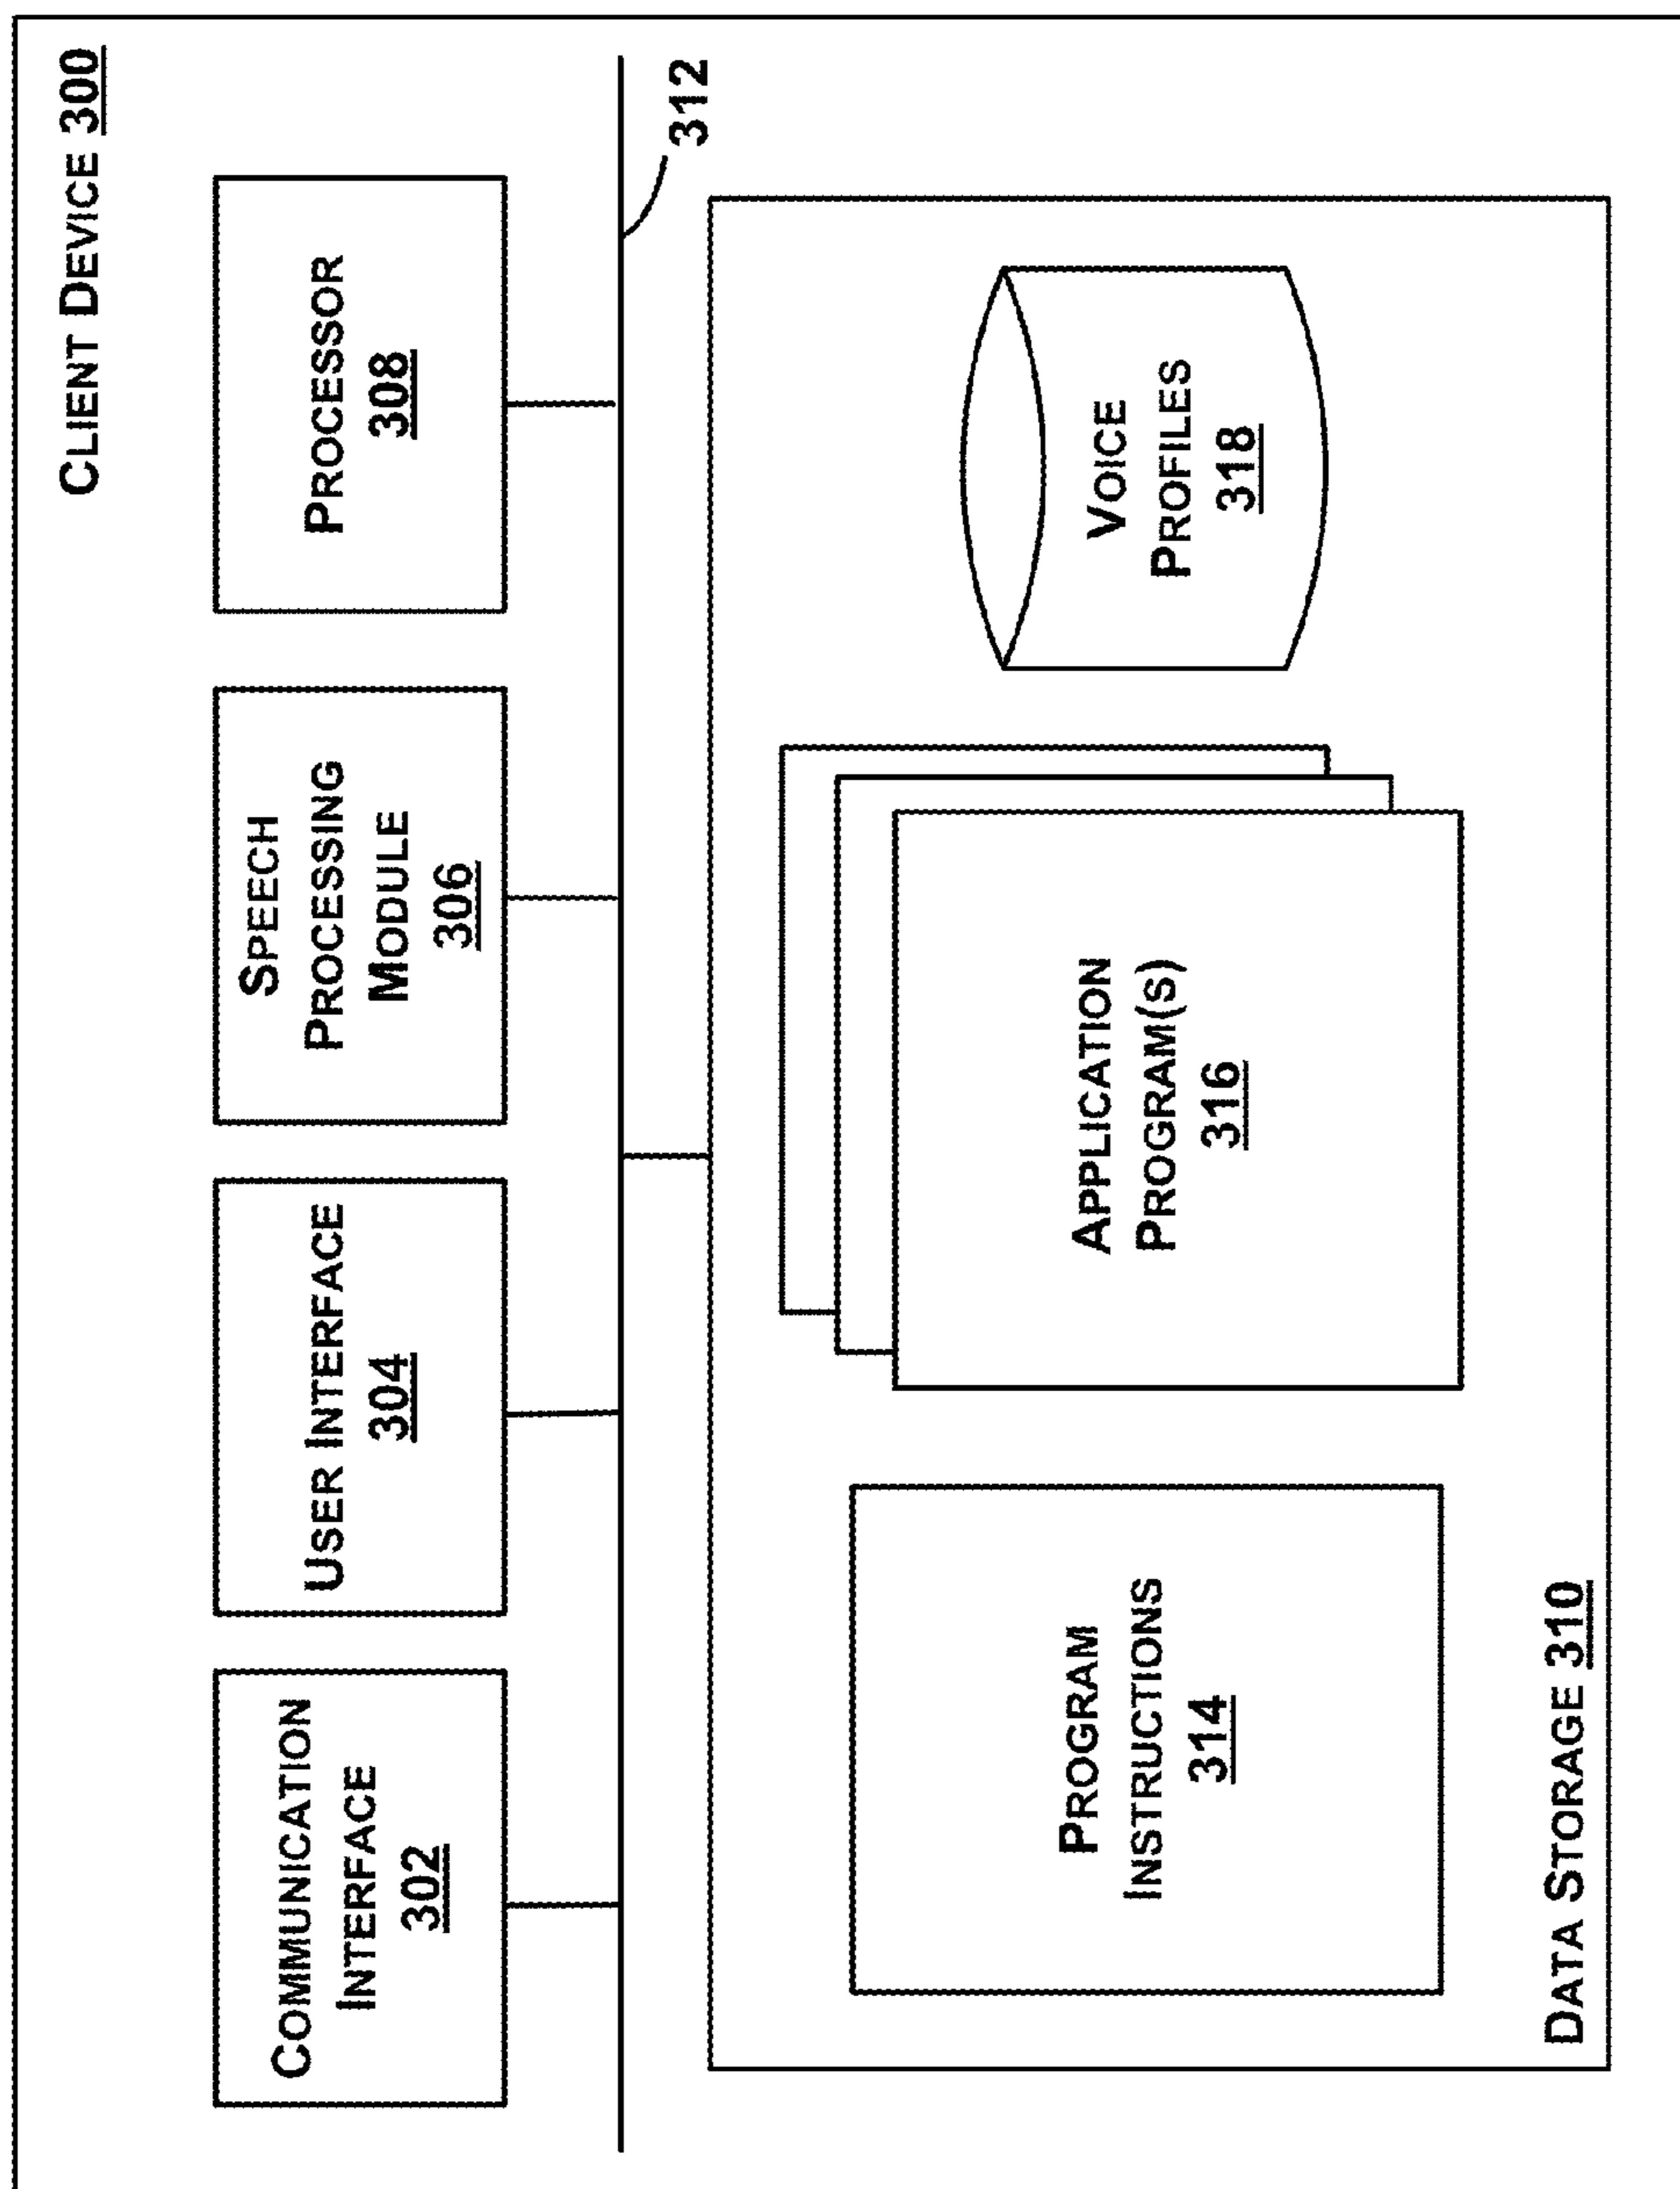 CLIENT DEVICE 300
COMMUNICATION
INTERFACE
302
USER INTERFACE
304
SPEECH
PROCESSING
MODULE
306
PROCESSOR
308
312
PROGRAM
INSTRUCTIONS
314
APPLICATION
PROGRAM(S)
316
VOICE
PROFILES
318
DATA STORAGE 310